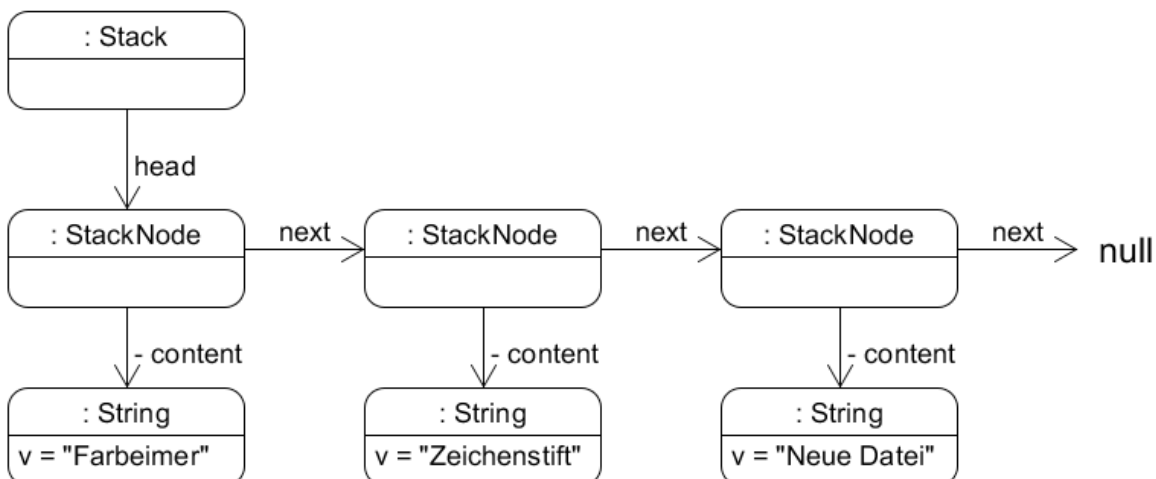 : Stack
head
: StackNode
next
: StackNode
next
: StackNode
next
null
- content
- content
- content
: String
v = "Farbeimer"
: String
v = "Zeichenstift"
: String
v = "Neue Datei"